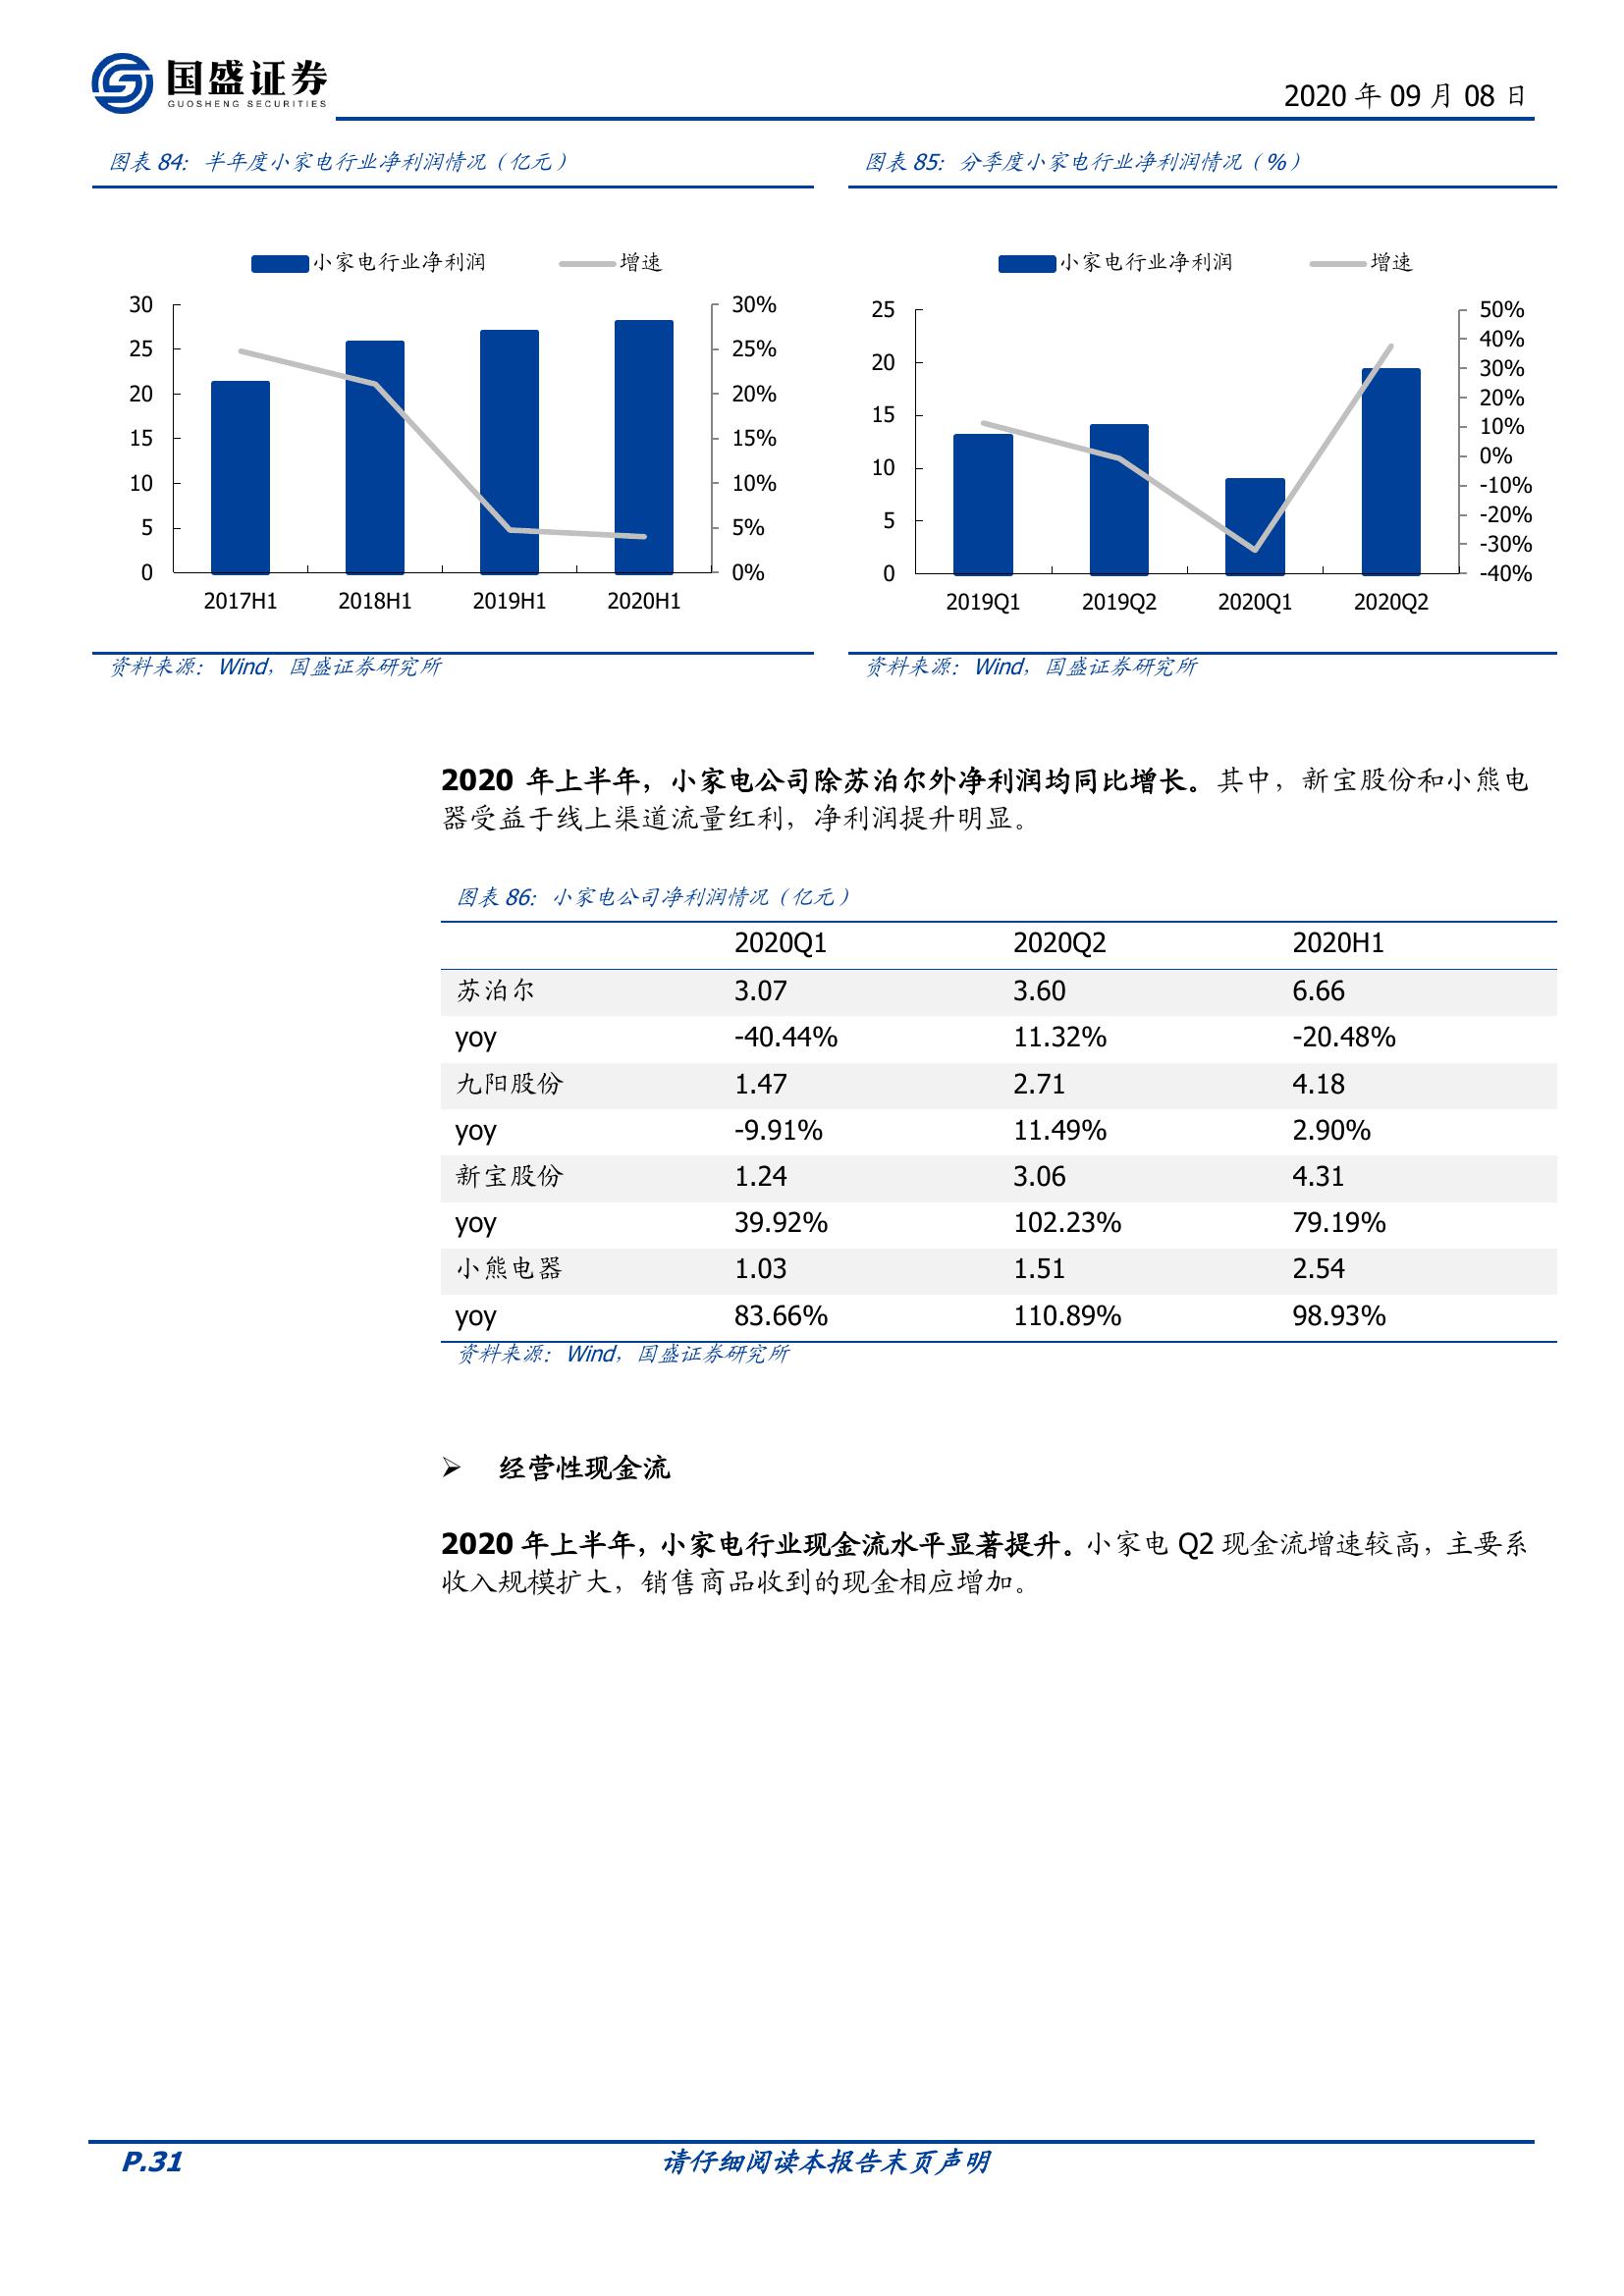 国盛证券
GUOSHENG SECURITIES
2020 年 09 月 08 日
图表 84：半年度小家电行业净利润情况（亿元）
小家电行业净利润 增速
30 30%
25 25%
20 20%
15 15%
10 10%
5 5%
0 0%
2017H1 2018H1 2019H1 2020H1
资料来源：Wind，国盛证券研究所
图表 85：分季度小家电行业净利润情况（%）
小家电行业净利润 增速
25
20
15
10
5
0
50%
40%
30%
20%
10%
0%
-10%
-20%
-30%
-40%
2019Q1 2019Q2 2020Q1 2020Q2
资料来源：Wind，国盛证券研究所
2020 年上半年，小家电公司除苏泊尔外净利润均同比增长。其中，新宝股份和小熊电
器受益于线上渠道流量红利，净利润提升明显。
图表 86：小家电公司净利润情况（亿元）
2020Q1 2020Q2 2020H1
苏泊尔 3.07 3.60 6.66
yoy -40.44% 11.32% -20.48%
九阳股份 1.47 2.71 4.18
yoy -9.91% 11.49% 2.90%
新宝股份 1.24 3.06 4.31
yoy 39.92% 102.23% 79.19%
小熊电器 1.03 1.51 2.54
yoy 83.66% 110.89% 98.93%
资料来源：Wind，国盛证券研究所
➢ 经营性现金流
2020 年上半年，小家电行业现金流水平显著提升。小家电 Q2 现金流增速较高，主要系
收入规模扩大，销售商品收到的现金相应增加。
P.31 请仔细阅读本报告末页声明